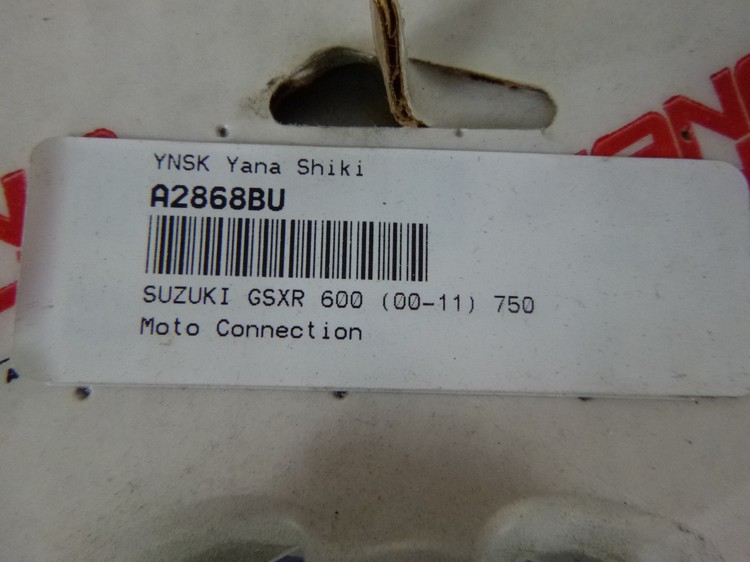 YNSK Yana Shiki
A2868BU
SUZUKI GSXR 600 (00-11) 750
Moto Connection